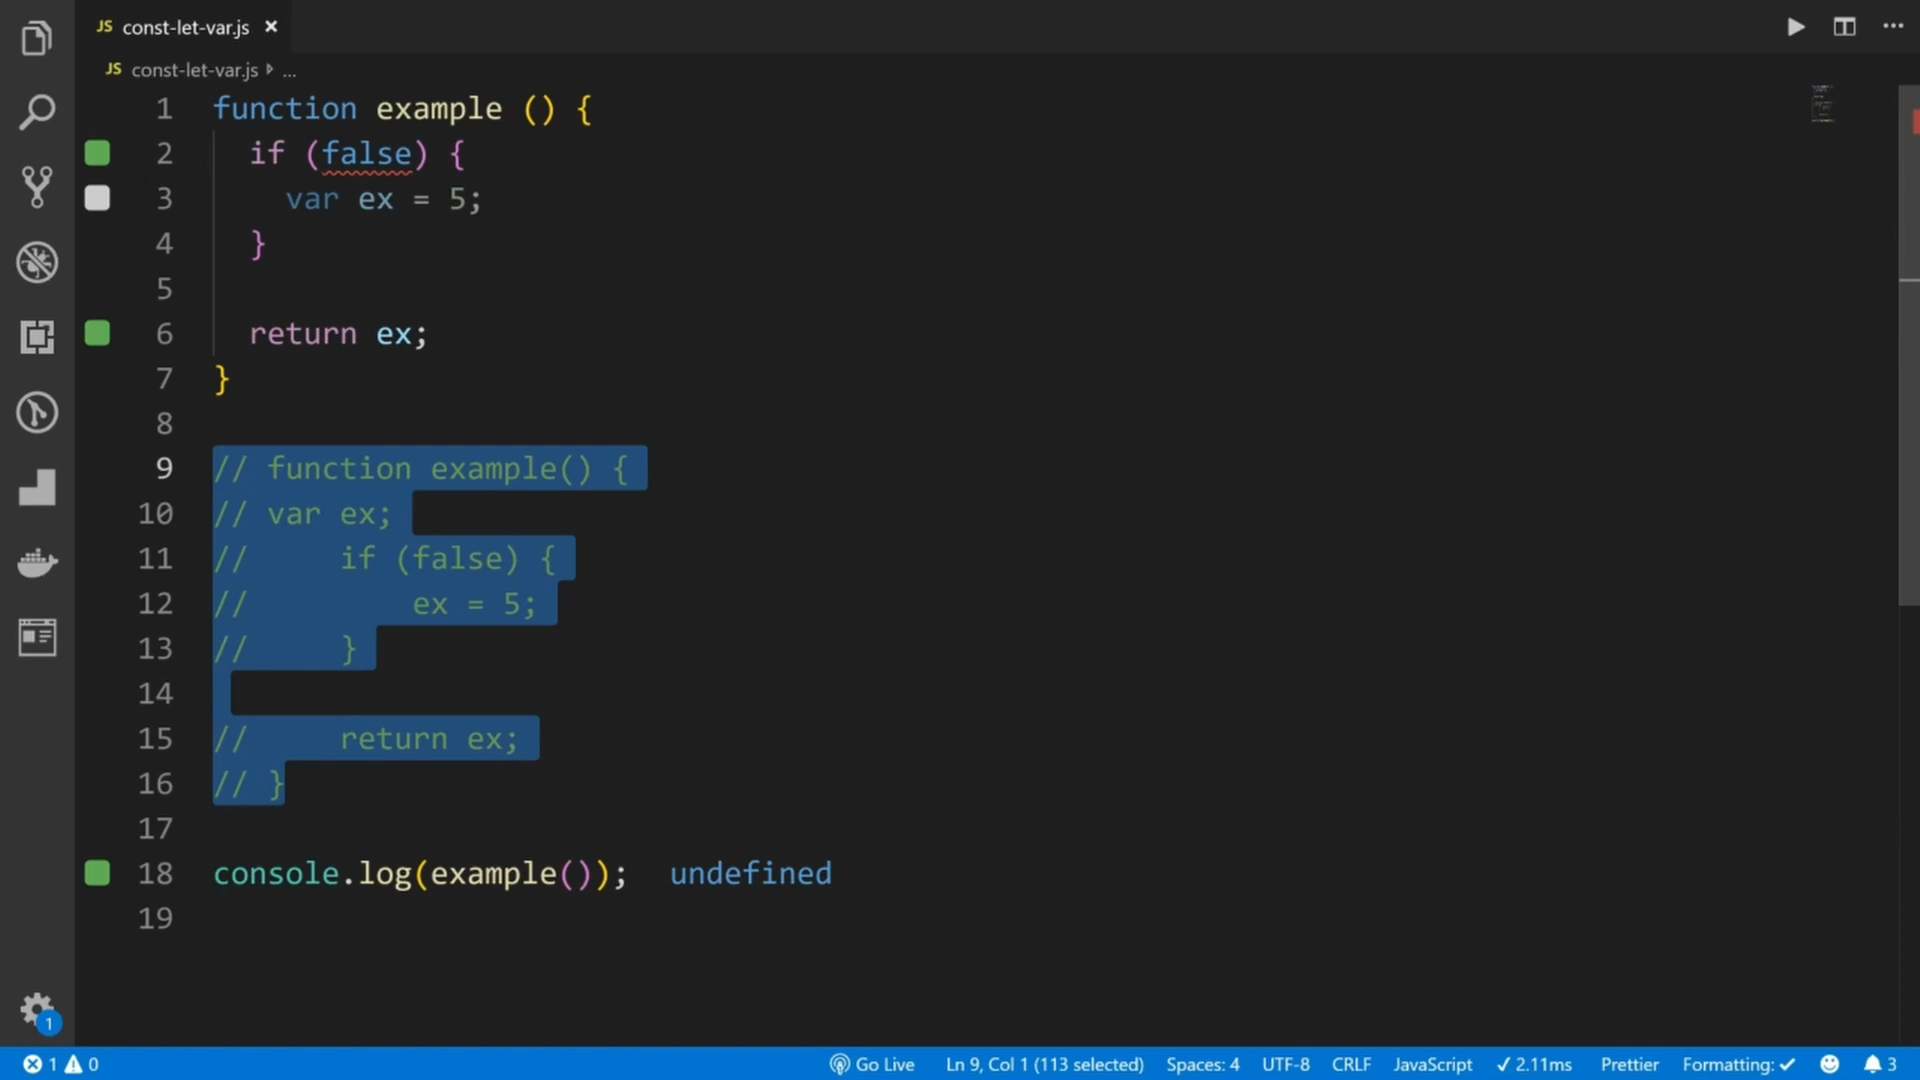 JS const-let-var.js ×
JS const-let-var.js ...
1 function example () {
2 if (false) {
3 var ex = 5;
4 }
5
6 return ex;
7 }
8
9 // function example() {
10 // var ex;
11 // if (false) {
12 // ex = 5;
13 // }
14
15 // return ex;
16 // }
17
18 console.log(example()); undefined
19
1
1 0 Go Live Ln 9, Col 1 (113 selected) Spaces: 4 UTF-8 CRLF JavaScript ✓ 2.11ms Prettier Formatting: ✓ 3